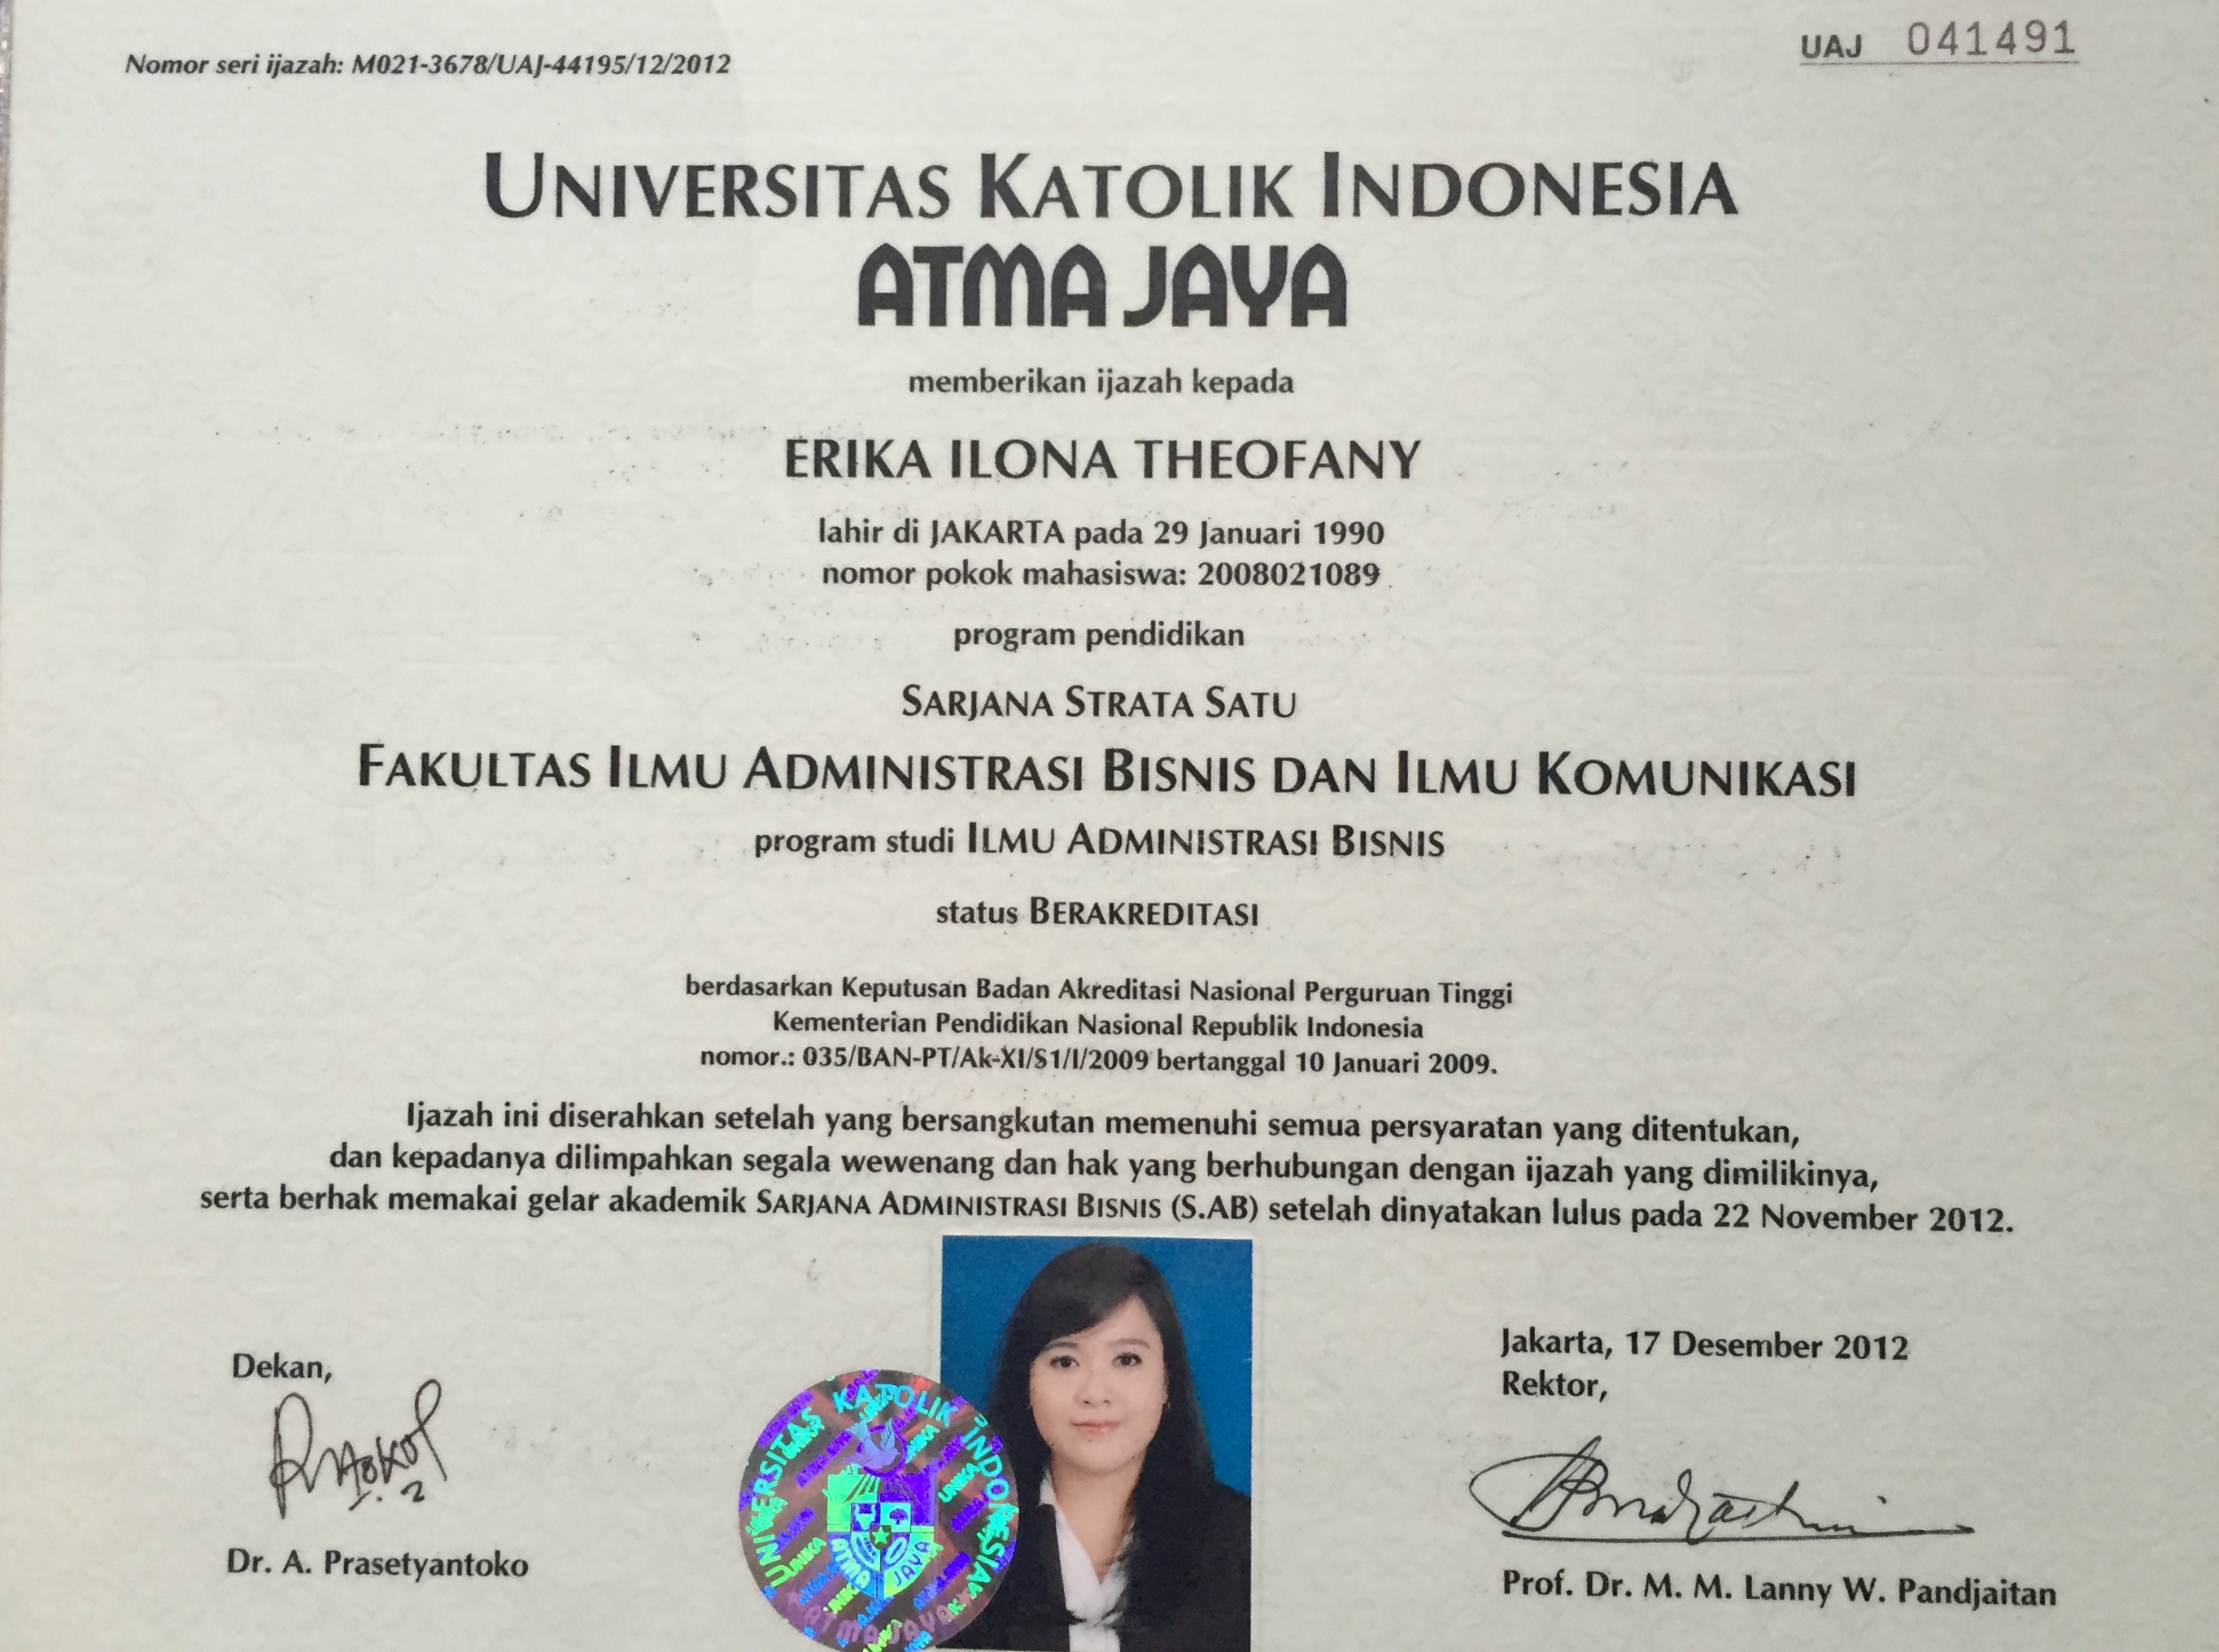 Nomor seri ijazah: M021-3678/UAJ-44195/12/2012
UAJ 041491
UNIVERSITAS KATOLIK INDONESIA
ATMA JAYA
memberikan ijazah kepada
ERIKA ILONA THEOFANY
lahir di JAKARTA pada 29 Januari 1990
nomor pokok mahasiswa: 2008021089
program pendidikan
SARJANA STRATA SATU
FAKULTAS ILMU ADMINISTRASI BISNIS DAN ILMU KOMUNIKASI
program studi ILMU ADMINISTRASI BISNIS
status BERAKREDITASI
berdasarkan Keputusan Badan Akreditasi Nasional Perguruan Tinggi
Kementerian Pendidikan Nasional Republik Indonesia
nomor.: 035/BAN-PT/Ak-XI/S1/I/2009 bertanggal 10 Januari 2009.
Ijazah ini diserahkan setelah yang bersangkutan memenuhi semua persyaratan yang ditentukan,
dan kepadanya dilimpahkan segala wewenang dan hak yang berhubungan dengan ijazah yang dimilikinya,
serta berhak memakai gelar akademik SARJANA ADMINISTRASI BISNIS (S.AB) setelah dinyatakan lulus pada 22 November 2012.
Dekan,
Dr. A. Prasetyantoko
UNIVERSITAS KATOLIK INDONESIA
ATMA JAYA
Jakarta, 17 Desember 2012
Rektor,
Prof. Dr. M. M. Lanny W. Pandjaitan